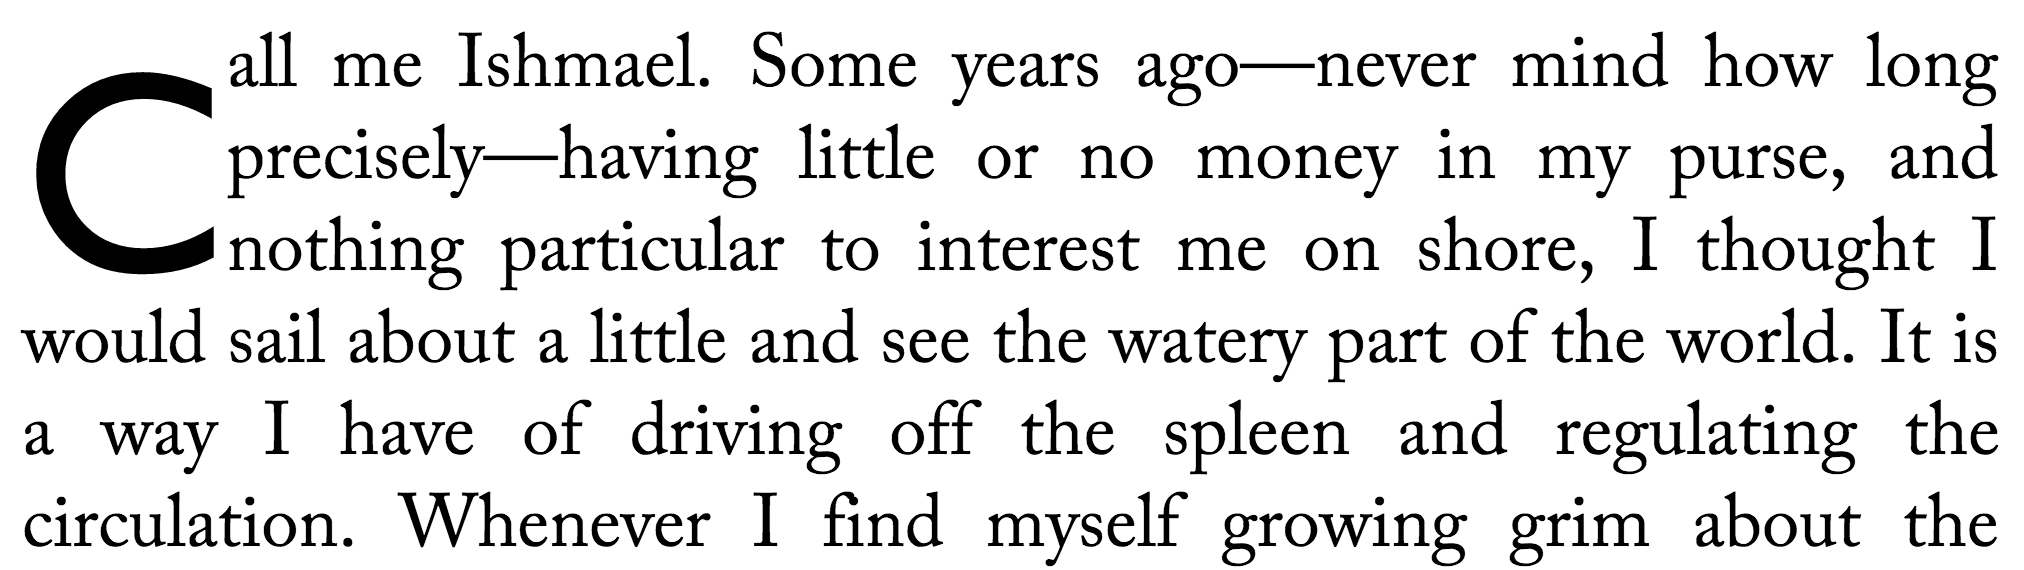 Call me Ishmael. Some years ago—never mind how long
precisely—having little or no money in my purse, and
nothing particular to interest me on shore, I thought I
would sail about a little and see the watery part of the world. It is
a way I have of driving off the spleen and regulating the
circulation. Whenever I find myself growing grim about the